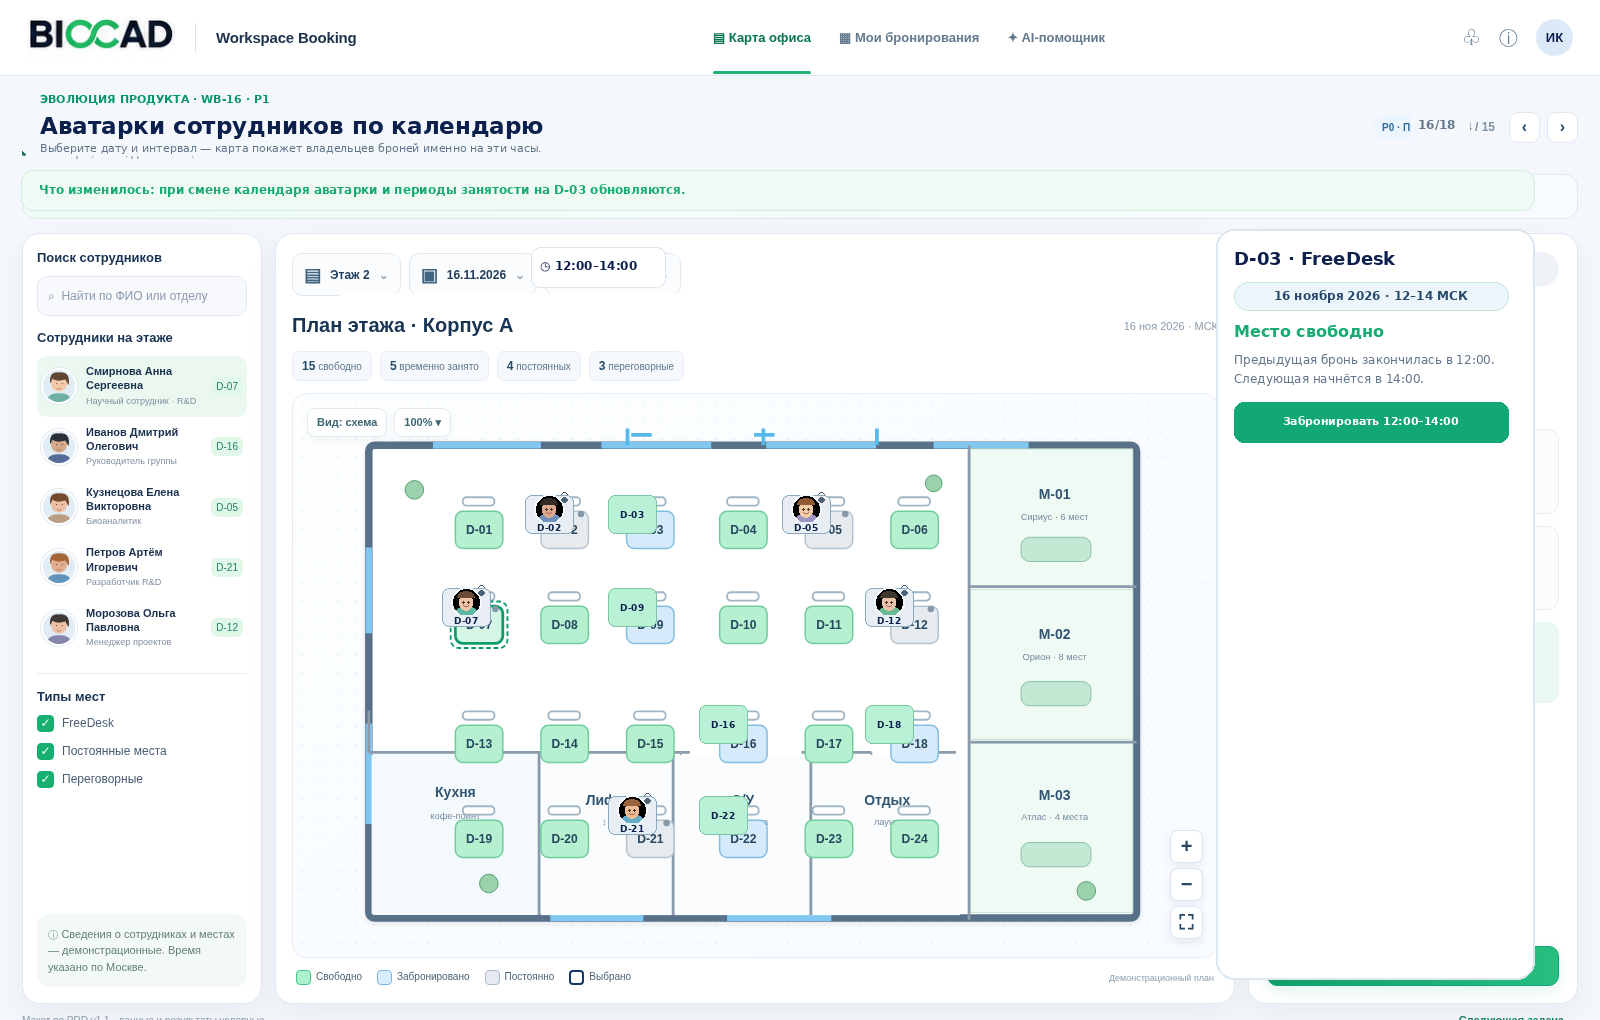 BIOCAD
Workspace Booking
Карта офиса
Мои бронирования
AI-помощник
ИК
ЭВОЛЮЦИЯ ПРОДУКТА · WB-16 · P1
Аватарки сотрудников по календарю
Выберите дату и интервал — карта покажет владельцев броней именно на эти часы.
P0 · П
16/18
/ 15
‹
›
Что изменилось: при смене календаря аватарки и периоды занятости на D-03 обновляются.
Поиск сотрудников
Найти по ФИО или отделу
Сотрудники на этаже
Смирнова Анна
Сергеевна
Научный сотрудник · R&D
D-07
Иванов Дмитрий
Олегович
Руководитель группы
D-16
Кузнецова Елена
Викторовна
Биоаналитик
D-05
Петров Артём
Игоревич
Разработчик R&D
D-21
Морозова Ольга
Павловна
Менеджер проектов
D-12
Типы мест
✓ FreeDesk
✓ Постоянные места
✓ Переговорные
ⓘ Сведения о сотрудниках и местах
— демонстрационные. Время
указано по Москве.
Этаж 2
16.11.2026
12:00–14:00
План этажа · Корпус А
16 ноя 2026 · МСК
15 свободно
5 временно занято
4 постоянных
3 переговорные
Вид: схема
100% ▾
D-01
D-02
D-03
D-04
D-05
D-06
D-07
D-08
D-09
D-10
D-11
D-12
D-13
D-14
D-15
D-16
D-17
D-18
Кухня
Отдых
D-19
D-20
D-21
D-22
D-23
D-24
М-01
Сириус · 6 мест
М-02
Орион · 8 мест
М-03
Атлас · 4 места
+
−
Свободно
Забронировано
Постоянно
Выбрано
Демонстрационный план
D-03 · FreeDesk
16 ноября 2026 · 12–14 МСК
Место свободно
Предыдущая бронь закончилась в 12:00.
Следующая начнётся в 14:00.
Забронировать 12:00–14:00